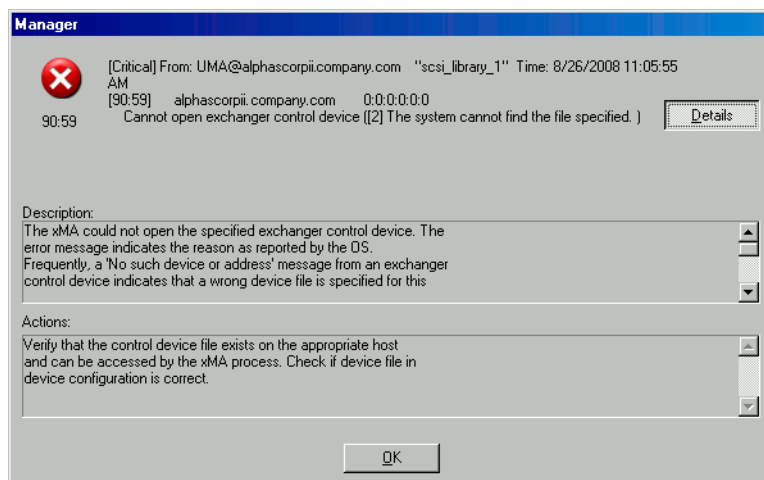 Manager
[Critical] From: UMA@alphascorpii.company.com "scsi_library_1" Time: 8/26/2008 11:05:55
AM
[90:59] alphascorpii.company.com 0:0:0:0:0:0
Cannot open exchanger control device ([2] The system cannot find the file specified. )
90:59
Details
Description:
The xMA could not open the specified exchanger control device. The
error message indicates the reason as reported by the OS.
Frequently, a 'No such device or address' message from an exchanger
control device indicates that a wrong device file is specified for this
Actions:
Verify that the control device file exists on the appropriate host
and can be accessed by the xMA process. Check if device file in
device configuration is correct.
OK